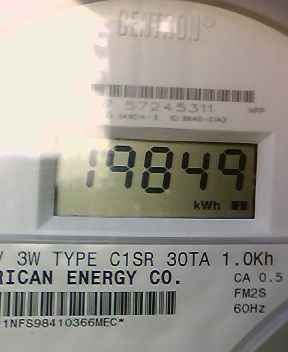 CENTRON®
57245311 HPP
19849
kWh
V 3W TYPE C1SR 30TA 1.0Kh
RICAN ENERGY CO. CA 0.5
FM2S
*1NFS98410366MEC* 60Hz